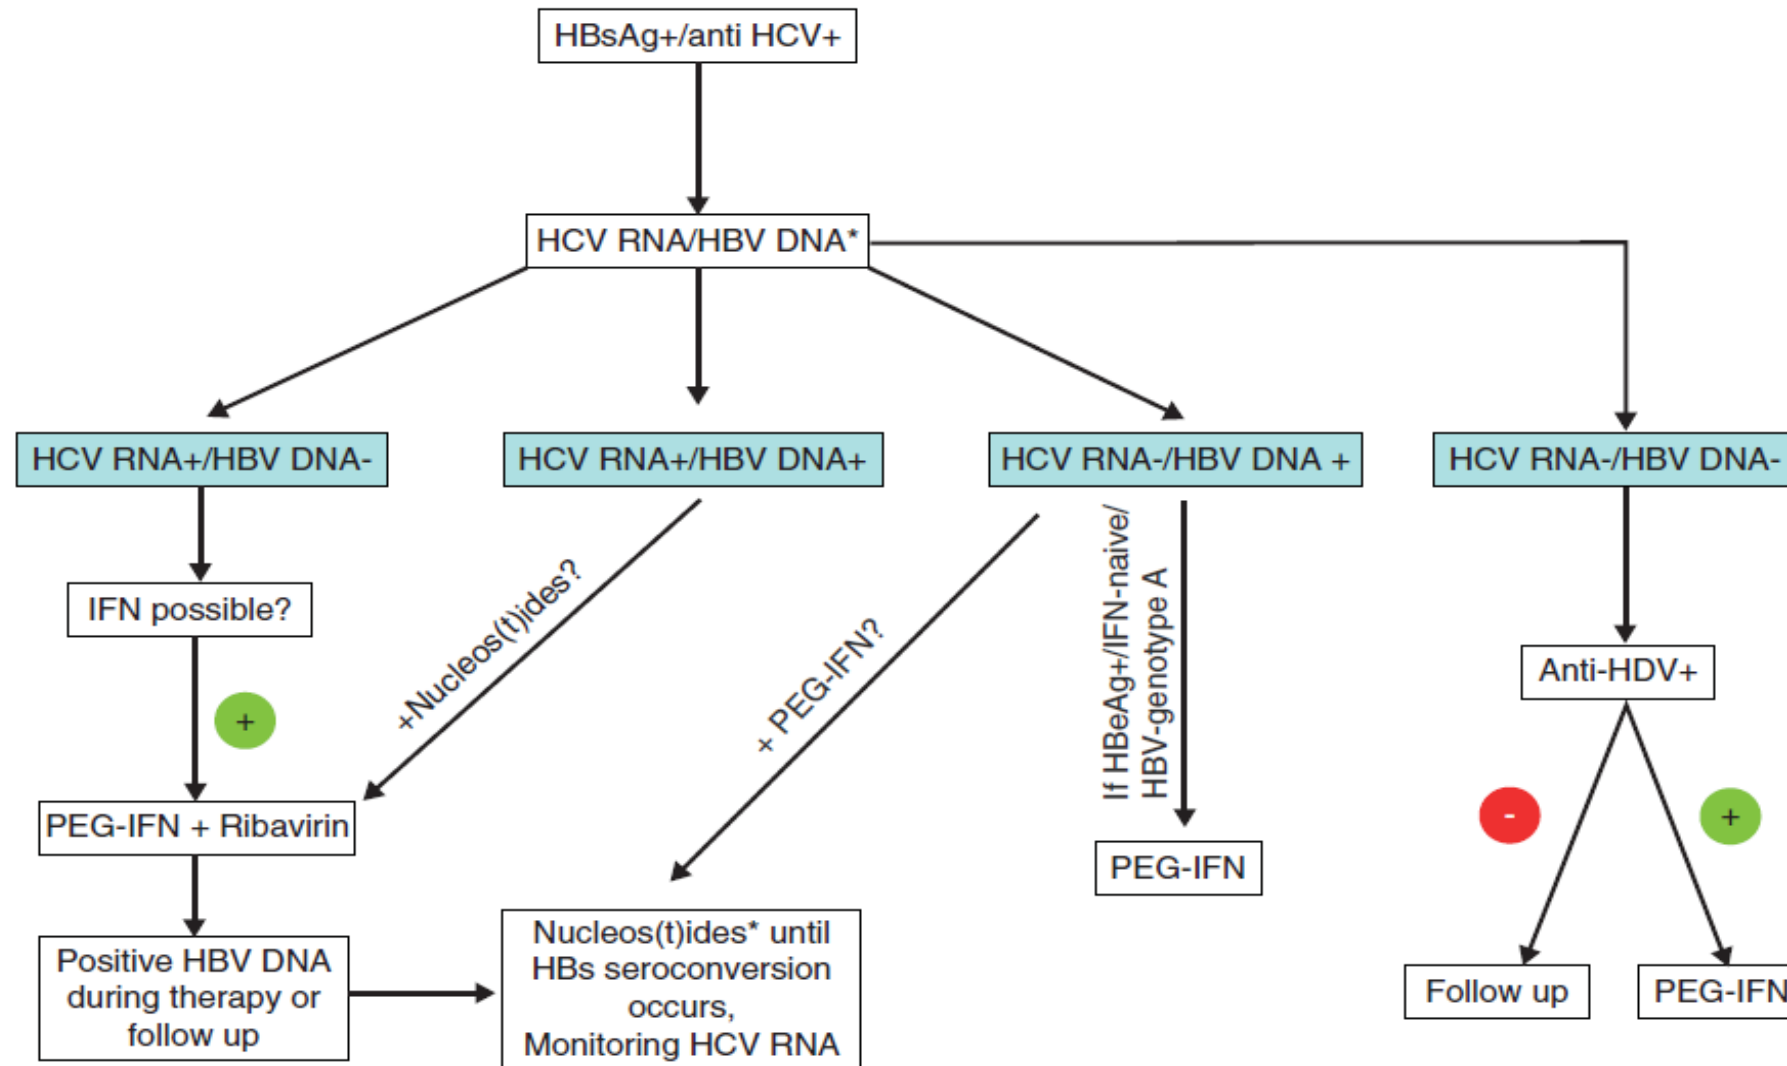 HBsAg+/anti HCV+
HCV RNA/HBV DNA*
HCV RNA+/HBV DNA-
HCV RNA+/HBV DNA+
HCV RNA-/HBV DNA +
HCV RNA-/HBV DNA-
IFN possible?
+Nucleos(t)ides?
+ PEG-IFN?
If HBeAg+/IFN-naive/
HBV-genotype A
Anti-HDV+
+
-
+
PEG-IFN + Ribavirin
PEG-IFN
Positive HBV DNA
during therapy or
follow up
Nucleos(t)ides* until
HBs seroconversion
occurs,
Monitoring HCV RNA
Follow up
PEG-IFN